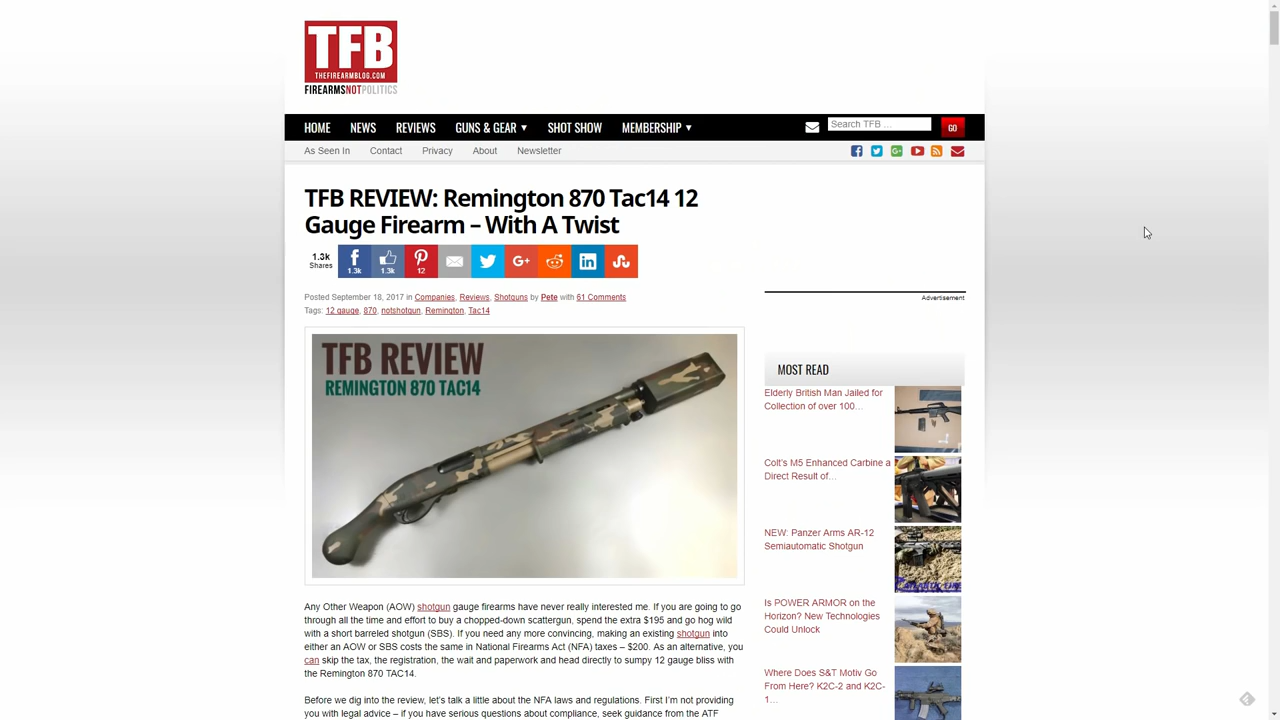 TFB
THEFIREARMBLOG.COM
FIREARMSNOTPOLITICS
HOME NEWS REVIEWS GUNS & GEAR ▼ SHOT SHOW MEMBERSHIP ▼ Search TFB ... GO
As Seen In Contact Privacy About Newsletter
TFB REVIEW: Remington 870 Tac14 12
Gauge Firearm – With A Twist
1.3k
Shares
1.3k 1.3k 12
Posted September 18, 2017 in Companies, Reviews, Shotguns by Pete with 61 Comments
Tags: 12 gauge, 870, notshotgun, Remington, Tac14
TFB REVIEW
REMINGTON 870 TAC14
Any Other Weapon (AOW) shotgun gauge firearms have never really interested me. If you are going to go
through all the time and effort to buy a chopped-down scattergun, spend the extra $195 and go hog wild
with a short barreled shotgun (SBS). If you need any more convincing, making an existing shotgun into
either an AOW or SBS costs the same in National Firearms Act (NFA) taxes – $200. As an alternative, you
can skip the tax, the registration, the wait and paperwork and head directly to sumpy 12 gauge bliss with
the Remington 870 TAC14.
Before we dig into the review, let's talk a little about the NFA laws and regulations. First I'm not providing
you with legal advice – if you have serious questions about compliance, seek guidance from the ATF
Advertisement
MOST READ
Elderly British Man Jailed for
Collection of over 100...
Colt's M5 Enhanced Carbine a
Direct Result of...
NEW: Panzer Arms AR-12
Semiautomatic Shotgun
Is POWER ARMOR on the
Horizon? New Technologies
Could Unlock
Where Does S&T Motiv Go
From Here? K2C-2 and K2C-
1...